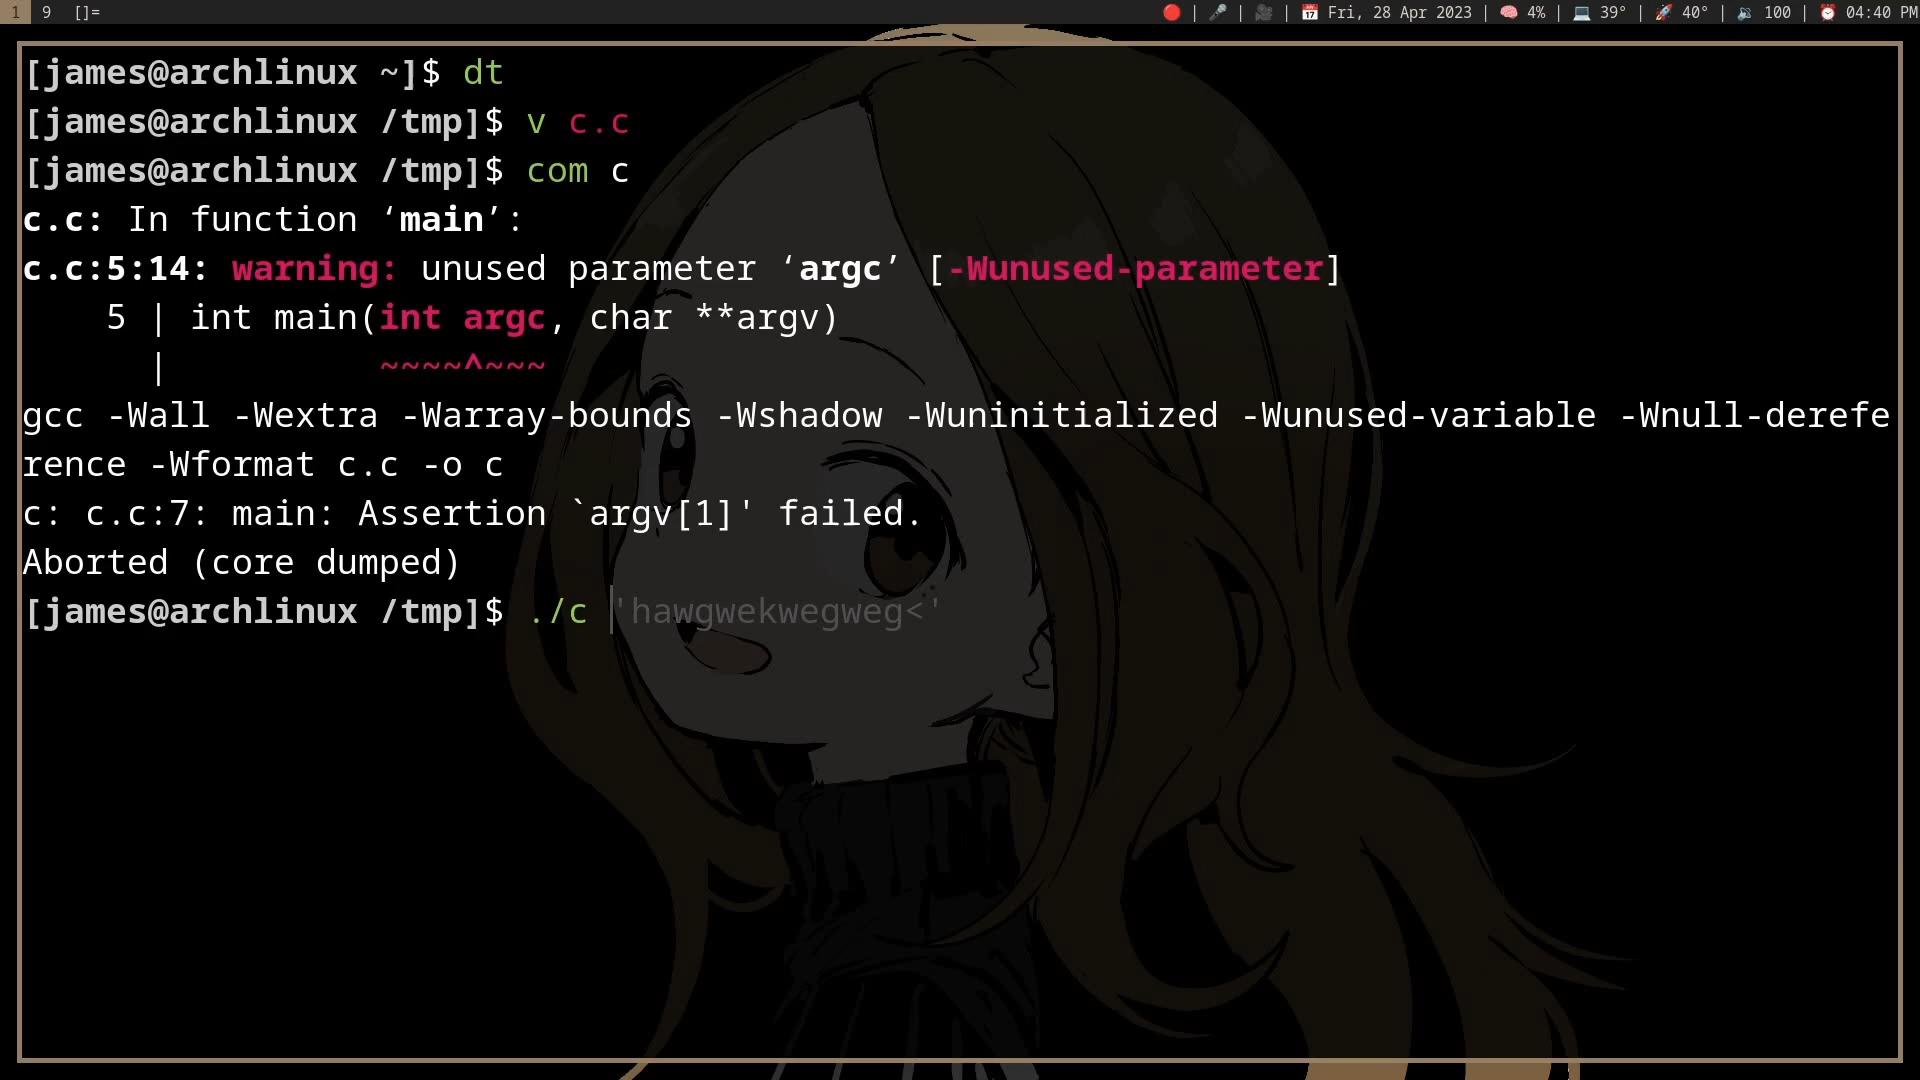 1 9 []= 🔴 | 🎤 | 🎥 | 📅 Fri, 28 Apr 2023 | 🧠 4% | 💻 39° | 🚀 40° | 🔉 100 | ⏰ 04:40 PM
[james@archlinux ~]$ dt
[james@archlinux /tmp]$ v c.c
[james@archlinux /tmp]$ com c
c.c: In function ‘main’:
c.c:5:14: warning: unused parameter ‘argc’ [-Wunused-parameter]
    5 | int main(int argc, char **argv)
      |          ~~~~^~~~
gcc -Wall -Wextra -Warray-bounds -Wshadow -Wuninitialized -Wunused-variable -Wnull-derefe
rence -Wformat c.c -o c
c: c.c:7: main: Assertion `argv[1]' failed.
Aborted (core dumped)
[james@archlinux /tmp]$ ./c 'hawgwekwegweg<'